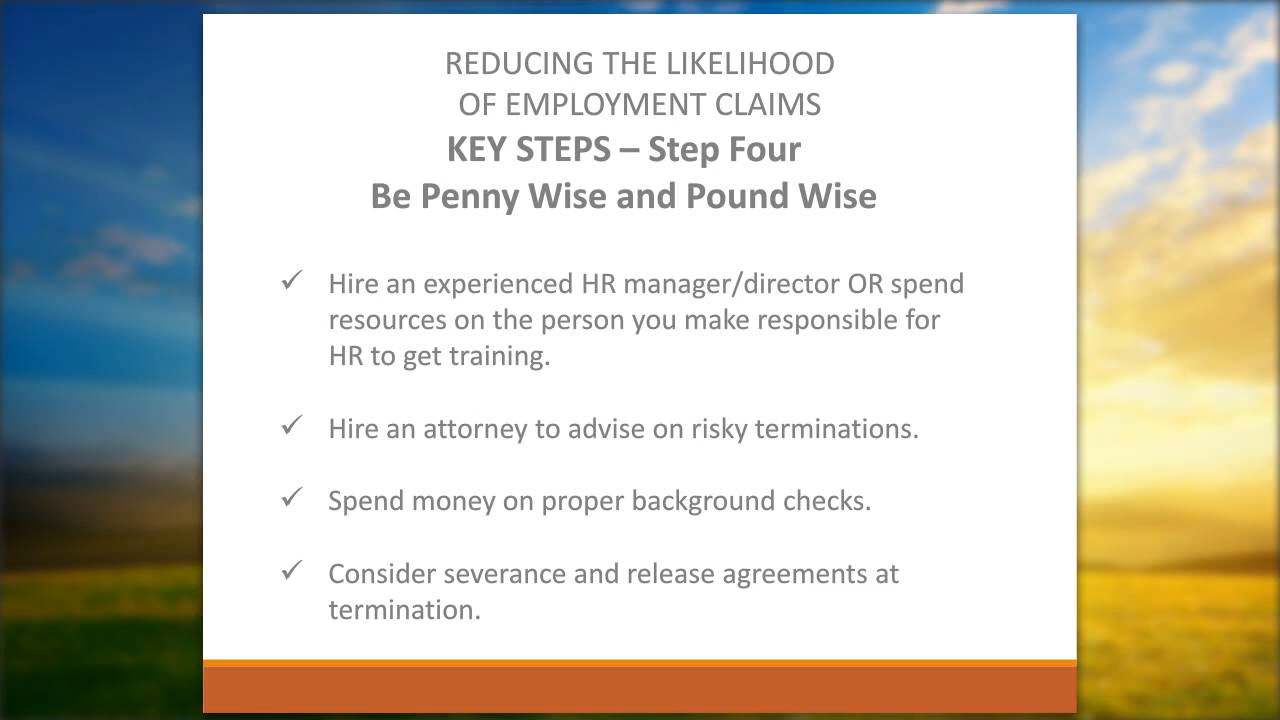 REDUCING THE LIKELIHOOD
OF EMPLOYMENT CLAIMS
KEY STEPS – Step Four
Be Penny Wise and Pound Wise
✓ Hire an experienced HR manager/director OR spend
resources on the person you make responsible for
HR to get training.
✓ Hire an attorney to advise on risky terminations.
✓ Spend money on proper background checks.
✓ Consider severance and release agreements at
termination.